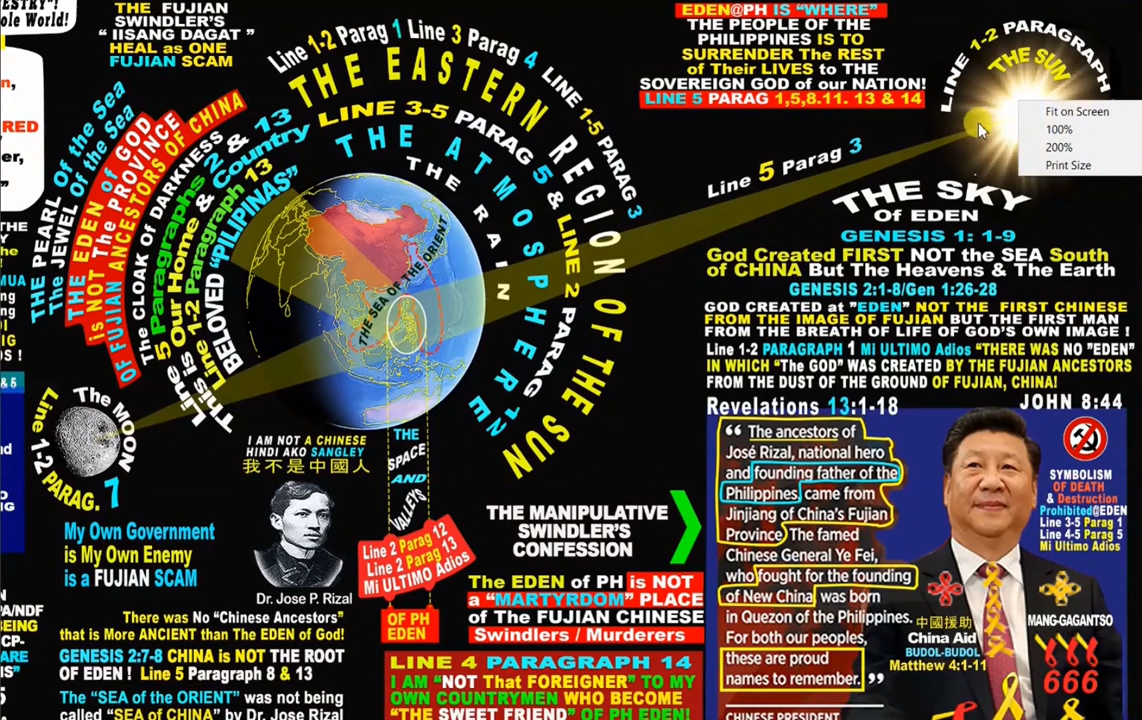 ESTRY"!
ole World!
n,
RED
er,
"
THE FUJIAN
SWINDLER'S
"IISANG DAGAT"
HEAL as ONE
FUJIAN SCAM
EDEN@PH IS "WHERE"
THE PEOPLE OF THE
PHILIPPINES IS TO
SURRENDER The REST
of Their LIVES to THE
SOVEREIGN GOD of our NATION!
LINE 5 PARAG 1,5,8.11. 13 & 14
LINE 1-2 PARAGRAPH
THE SUN
Fit on Screen
100%
200%
Print Size
Line 1-2 Parag 1 Line 3 Parag 4 LINE 1-5 PARAG 3
THE EASTERN REGION OF THE SUN
LINE 3-5 PARAG 5 & LINE 2 PARAG 12
THE ATMOSPHERE
THE RAIN
Line 5 Parag 3
THE PEARL Of the Sea
The JEWEL Of the Sea
THE EDEN of GOD
is NOT The PROVINCE
OF FUJIAN ANCESTORS OF CHINA
The CLOAK OF DARKNESS
Line 5 Paragraphs 2 & 13
This is Our Home & Country
Line 1-2 Paragraph 13
BELOVED "PILIPINAS"
THE SEA OF THE ORIENT
THE SKY
Of EDEN
GENESIS 1: 1-9
God Created FIRST NOT the SEA South
of CHINA But The Heavens & The Earth
GENESIS 2:1-8/Gen 1:26-28
GOD CREATED at "EDEN" NOT THE FIRST CHINESE
FROM THE IMAGE OF FUJIAN BUT THE FIRST MAN
FROM THE BREATH OF LIFE OF GOD'S OWN IMAGE !
Line 1-2 PARAGRAPH 1 Mi ULTIMO Adios "THERE WAS NO "EDEN"
IN WHICH "The GOD" WAS CREATED BY THE FUJIAN ANCESTORS
FROM THE DUST OF THE GROUND OF FUJIAN, CHINA!
Revelations 13:1-18
JOHN 8:44
The MOON
Line 1-2 PARAG. 7
I AM NOT A CHINESE
HINDI AKO SANGLEY
我不是中國人
Dr. Jose P. Rizal
My Own Government
is My Own Enemy
is a FUJIAN SCAM
THE
SPACE
AND
VALLEYS
Line 2 Parag 12
Line 2 Parag 13
Mi ULTIMO Adios
OF PH
EDEN
THE MANIPULATIVE
SWINDLER'S
CONFESSION
The EDEN of PH is NOT
a "MARTYRDOM" PLACE
of The FUJIAN CHINESE
Swindlers / Murderers
LINE 4 PARAGRAPH 14
I AM "NOT That FOREIGNER" TO MY
OWN COUNTRYMEN WHO BECOME
"THE SWEET FRIEND" OF PH EDEN!
There was No "Chinese Ancestors"
that is More ANCIENT than The EDEN of God!
GENESIS 2:7-8 CHINA is NOT THE ROOT
OF EDEN ! Line 5 Paragraph 8 & 13
The "SEA of the ORIENT" was not being
called "SEA of CHINA" by Dr. Jose Rizal
“ The ancestors of
José Rizal, national hero
and founding father of the
Philippines, came from
Jinjiang of China's Fujian
Province. The famed
Chinese General Ye Fei,
who fought for the founding
of New China, was born
in Quezon of the Philippines.
For both our peoples,
these are proud
names to remember. ”
CHINESE PRESIDENT
SYMBOLISM
OF DEATH
& Destruction
Prohibited@EDEN
Line 3-5 Parag 1
Line 4-5 Parag 5
Mi Ultimo Adios
中國援助
China Aid
BUDOL-BUDOL
Matthew 4:1-11
MANG-GAGANTSO
666